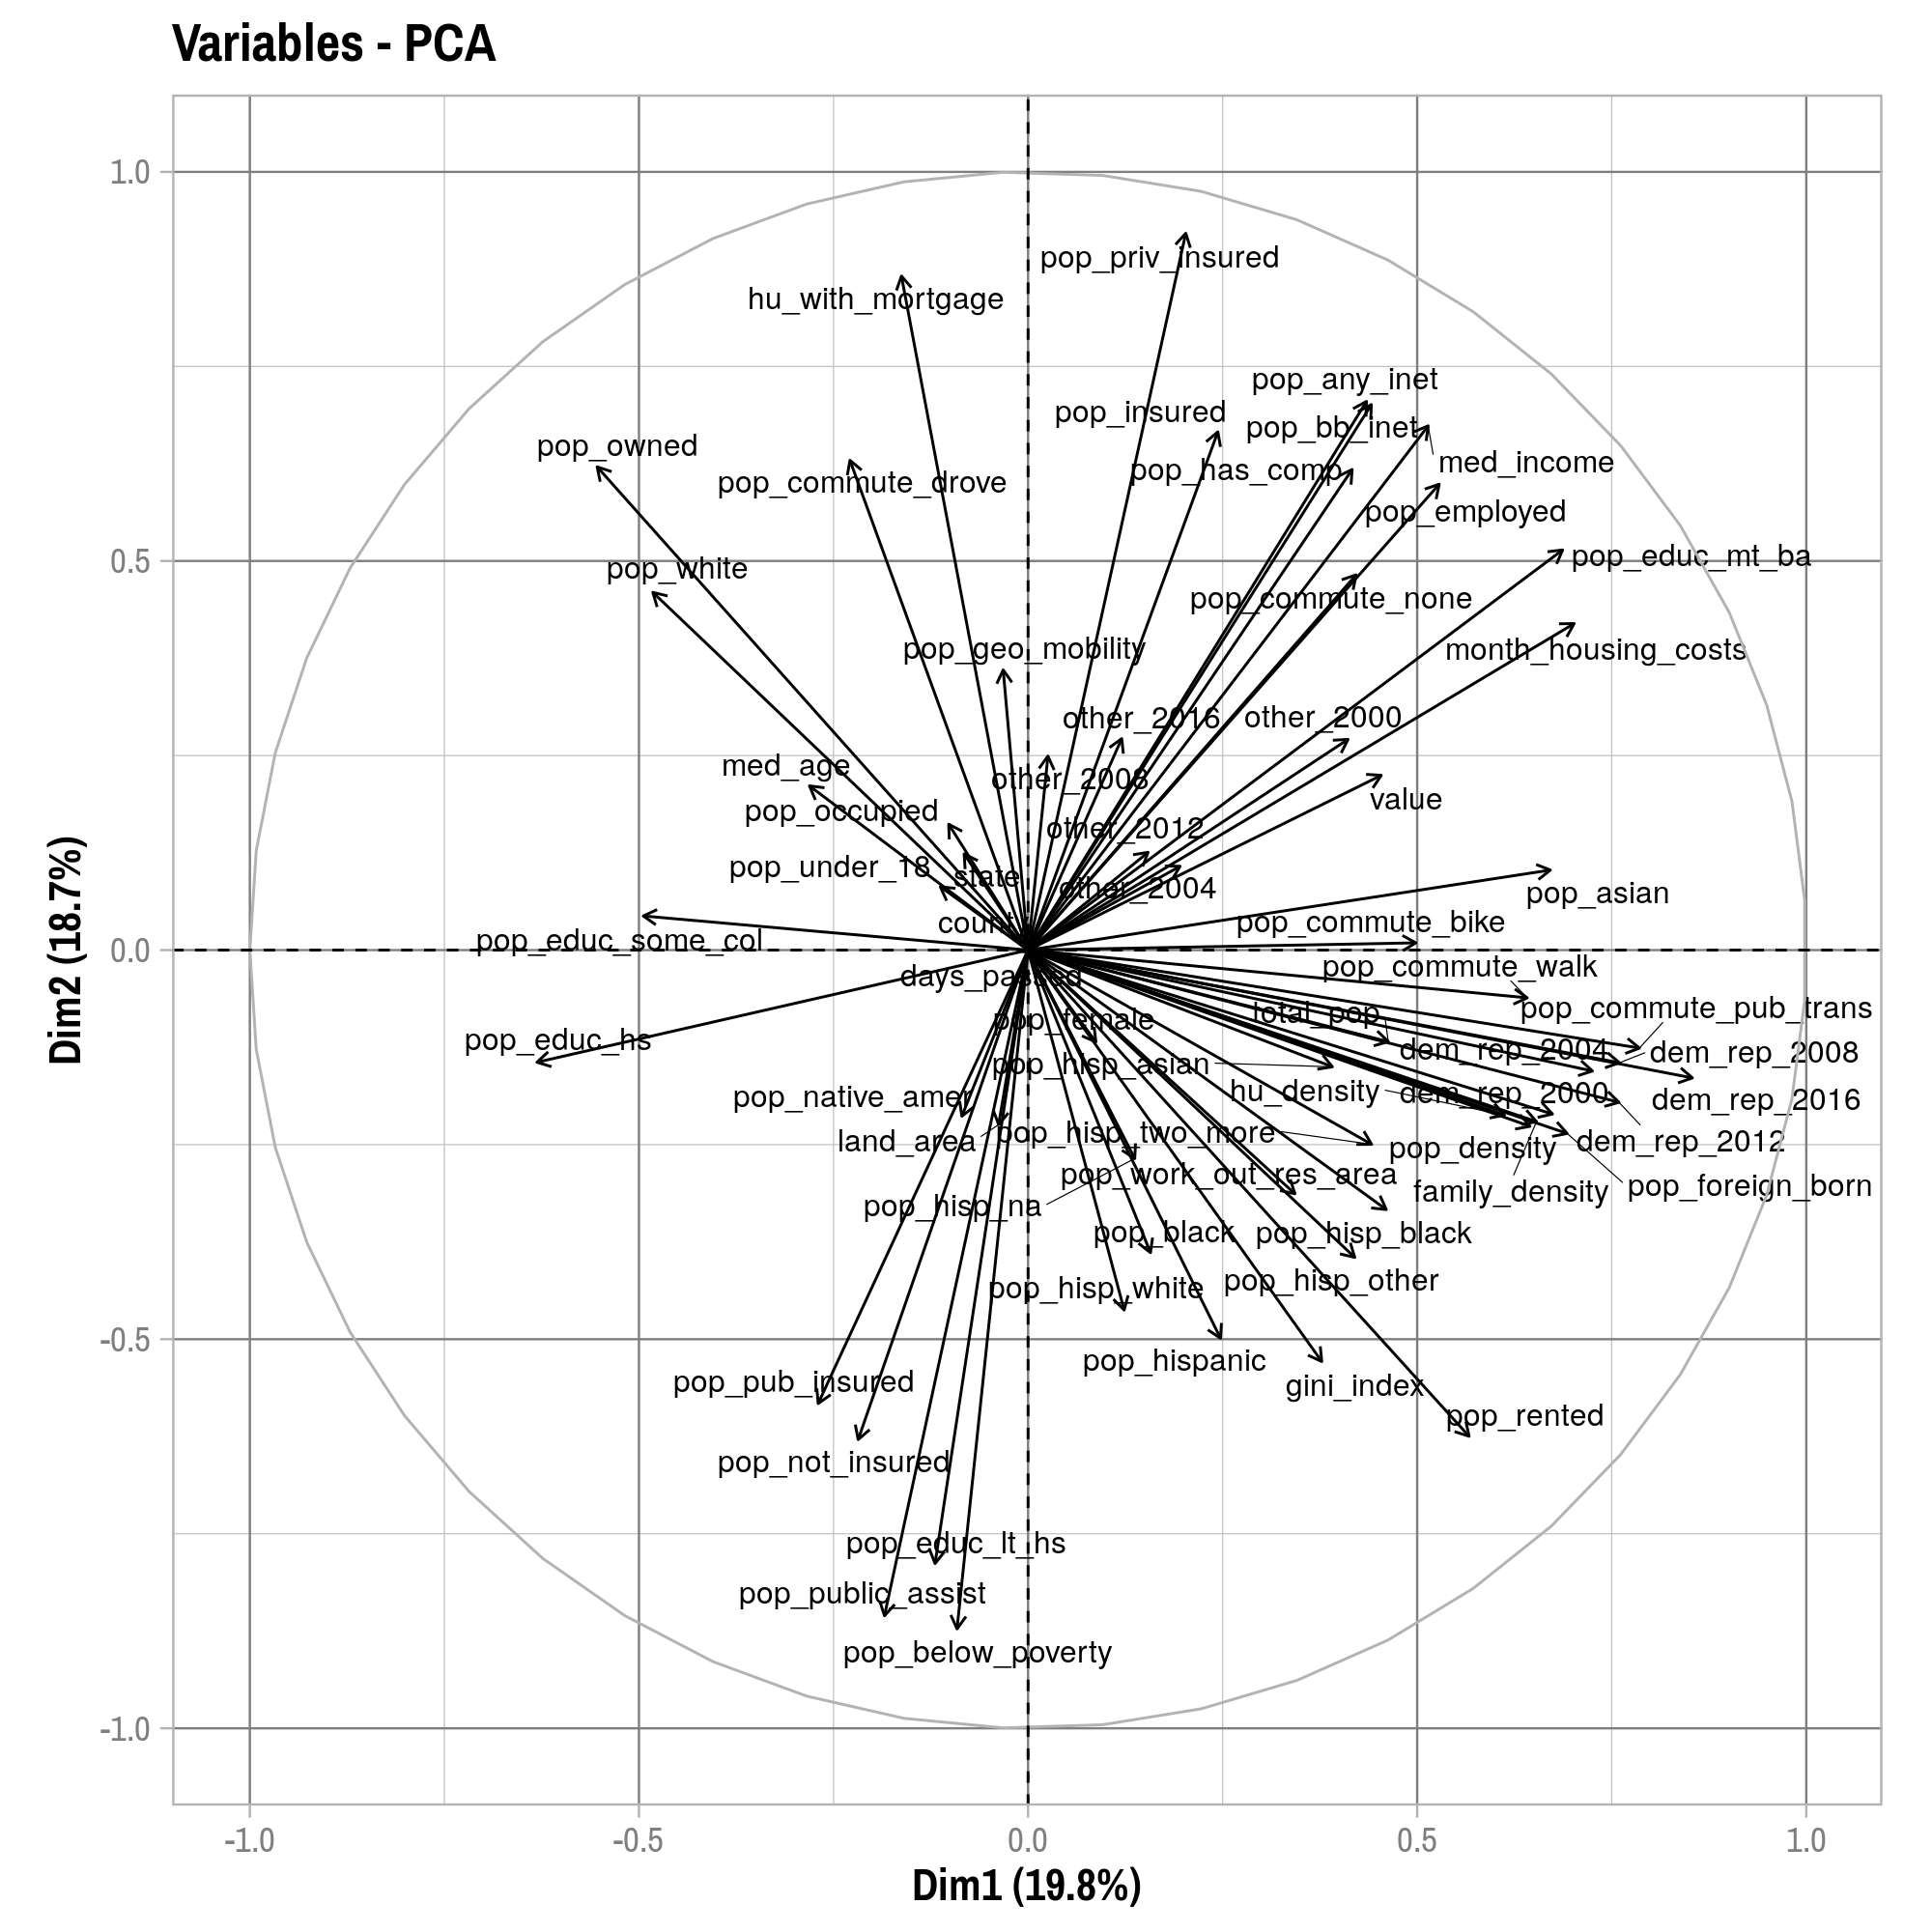 Variables - PCA
1.0
pop_priv_insured
hu_with_mortgage
pop_any_inet
pop_insured
pop_bb_inet
pop_owned
med_income
pop_has_comp
pop_commute_drove
pop_employed
0.5
pop_educ_mt_ba
pop_white
pop_commute_none
pop_geo_mobility
month_housing_costs
other_2016
other_2000
med_age
other_2008
value
pop_occupied
other_2012
pop_under_18
state
other_2004
pop_asian
county
pop_commute_bike
pop_educ_some_col
0.0
pop_commute_walk
days_passed
pop_commute_pub_trans
total_pop
pop_female
pop_educ_hs
dem_rep_2004
dem_rep_2008
pop_hisp_asian
hu_density
dem_rep_2000
pop_native_amer
dem_rep_2016
pop_hisp_two_more
land_area
dem_rep_2012
pop_density
pop_work_out_res_area
pop_foreign_born
family_density
pop_hisp_na
pop_black
pop_hisp_black
pop_hisp_other
pop_hisp_white
-0.5
pop_hispanic
pop_pub_insured
gini_index
pop_rented
pop_not_insured
pop_educ_lt_hs
pop_public_assist
pop_below_poverty
-1.0
-1.0
-0.5
0.0
0.5
1.0
Dim1 (19.8%)
Dim2 (18.7%)